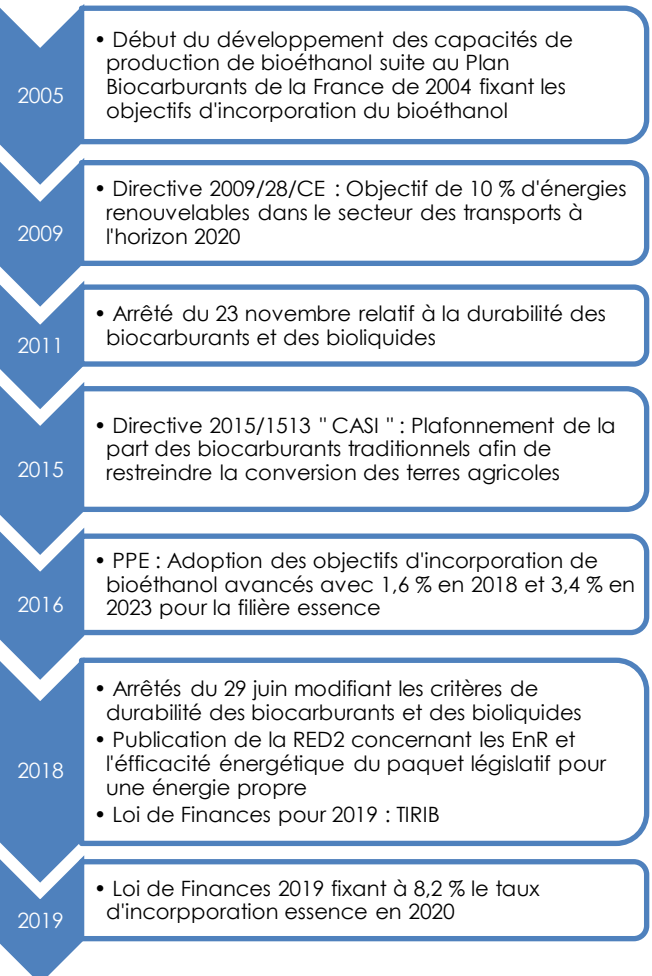 2005
• Début du développement des capacités de
production de bioéthanol suite au Plan
Biocarburants de la France de 2004 fixant les
objectifs d'incorporation du bioéthanol
2009
• Directive 2009/28/CE : Objectif de 10 % d'énergies
renouvelables dans le secteur des transports à
l'horizon 2020
2011
• Arrêté du 23 novembre relatif à la durabilité des
biocarburants et des bioliquides
2015
• Directive 2015/1513 " CASI " : Plafonnement de la
part des biocarburants traditionnels afin de
restreindre la conversion des terres agricoles
2016
• PPE : Adoption des objectifs d'incorporation de
bioéthanol avancés avec 1,6 % en 2018 et 3,4 % en
2023 pour la filière essence
2018
• Arrêtés du 29 juin modifiant les critères de
durabilité des biocarburants et des bioliquides
• Publication de la RED2 concernant les EnR et
l'éfficacité énergétique du paquet législatif pour
une énergie propre
• Loi de Finances pour 2019 : TIRIB
2019
• Loi de Finances 2019 fixant à 8,2 % le taux
d'incorpporation essence en 2020